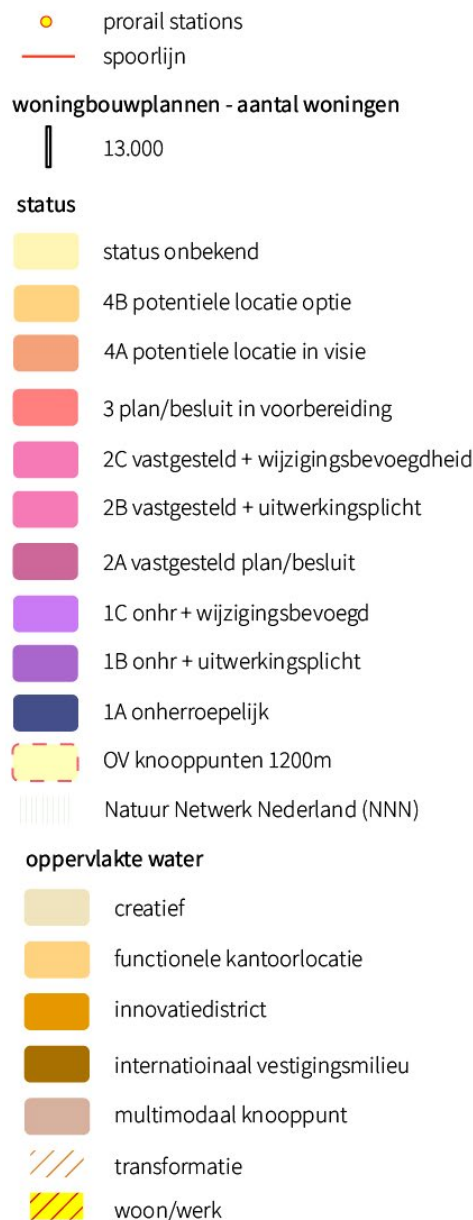 prorail stations
spoorlijn
woningbouwplannen - aantal woningen
13.000
status
status onbekend
4B potentiele locatie optie
4A potentiele locatie in visie
3 plan/besluit in voorbereiding
2C vastgesteld + wijzigingsbevoegdheid
2B vastgesteld + uitwerkingsplicht
2A vastgesteld plan/besluit
1C onhr + wijzigingsbevoegd
1B onhr + uitwerkingsplicht
1A onherroepelijk
OV knooppunten 1200m
Natuur Netwerk Nederland (NNN)
oppervlakte water
creatief
functionele kantoorlocatie
innovatiedistrict
internatioinaal vestigingsmilieu
multimodaal knooppunt
transformatie
woon/werk